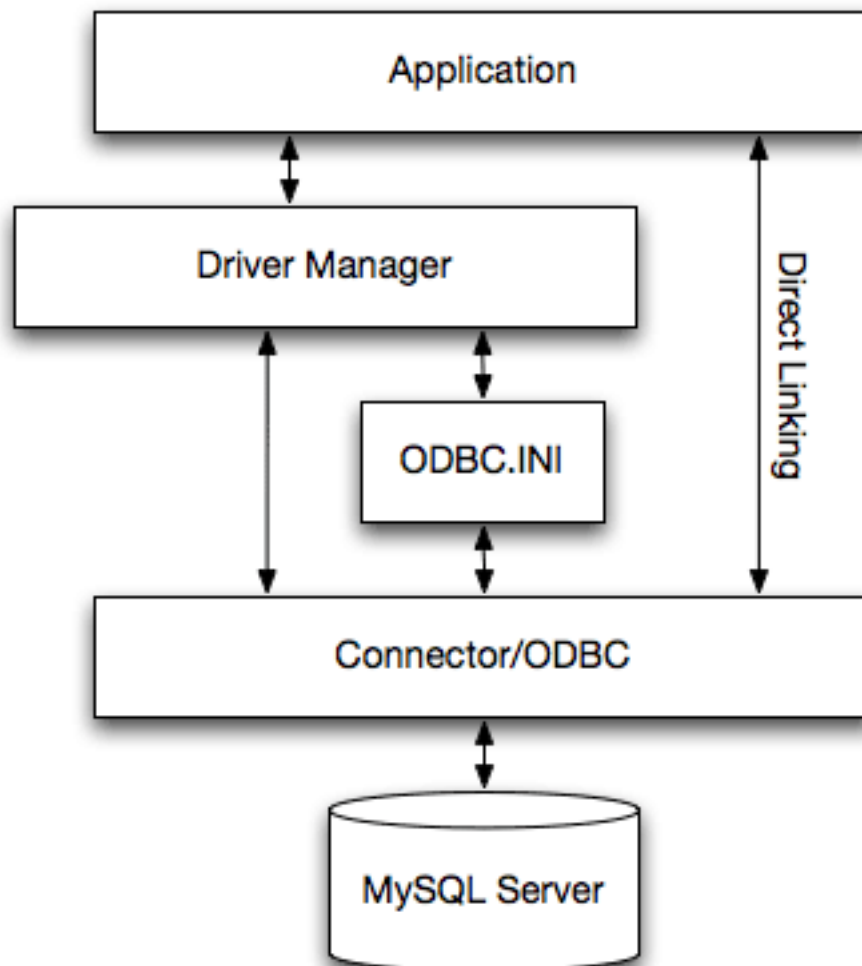 Application
Driver Manager
Direct Linking
ODBC.INI
Connector/ODBC
MySQL Server